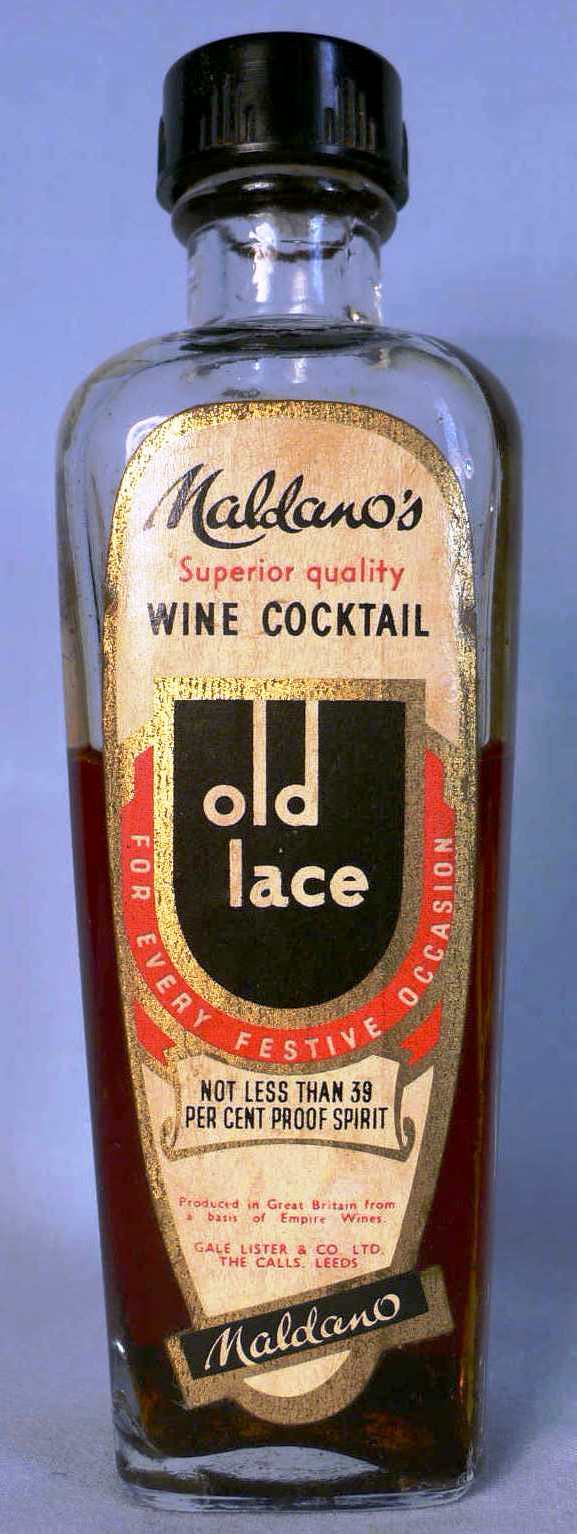 Maldano's
Superior quality
WINE COCKTAIL
old
lace
FOR EVERY FESTIVE OCCASION
NOT LESS THAN 39
PER CENT PROOF SPIRIT
Produced in Great Britain from
a basis of Empire Wines.
GALE LISTER & CO. LTD.
THE CALLS. LEEDS
Maldano